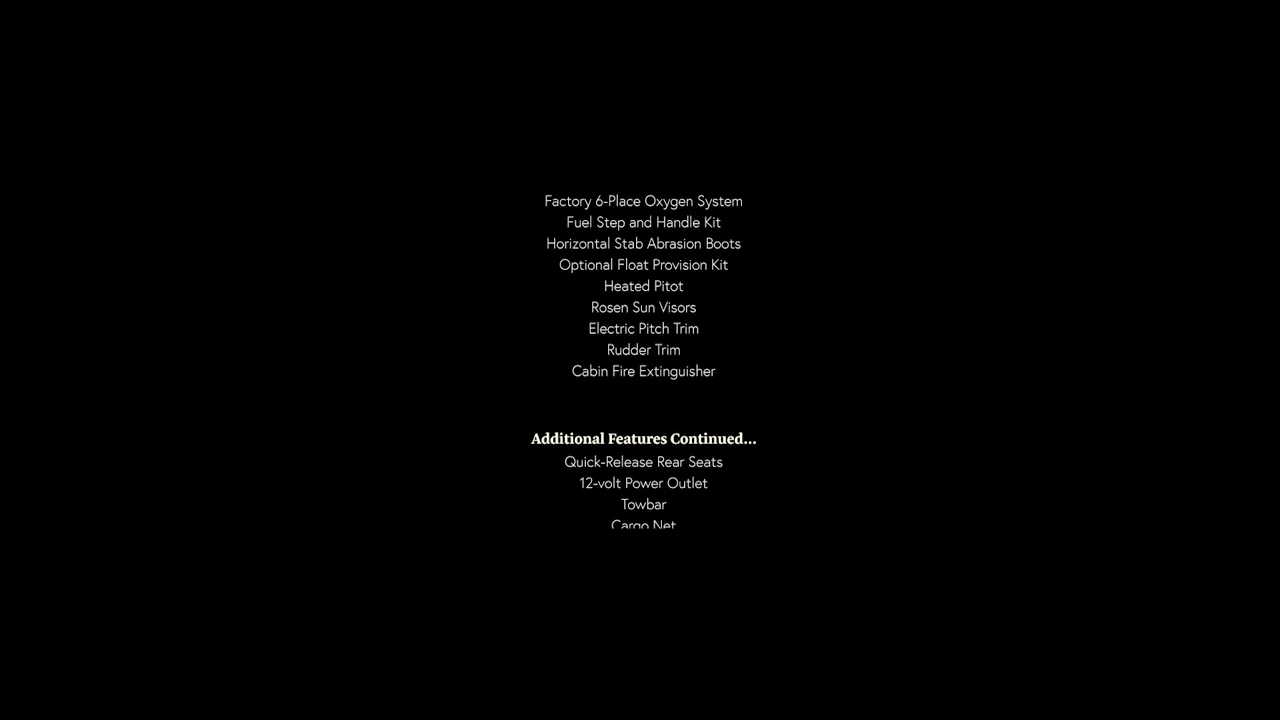 Factory 6-Place Oxygen System
Fuel Step and Handle Kit
Horizontal Stab Abrasion Boots
Optional Float Provision Kit
Heated Pitot
Rosen Sun Visors
Electric Pitch Trim
Rudder Trim
Cabin Fire Extinguisher
Additional Features Continued...
Quick-Release Rear Seats
12-volt Power Outlet
Towbar
Cargo Net